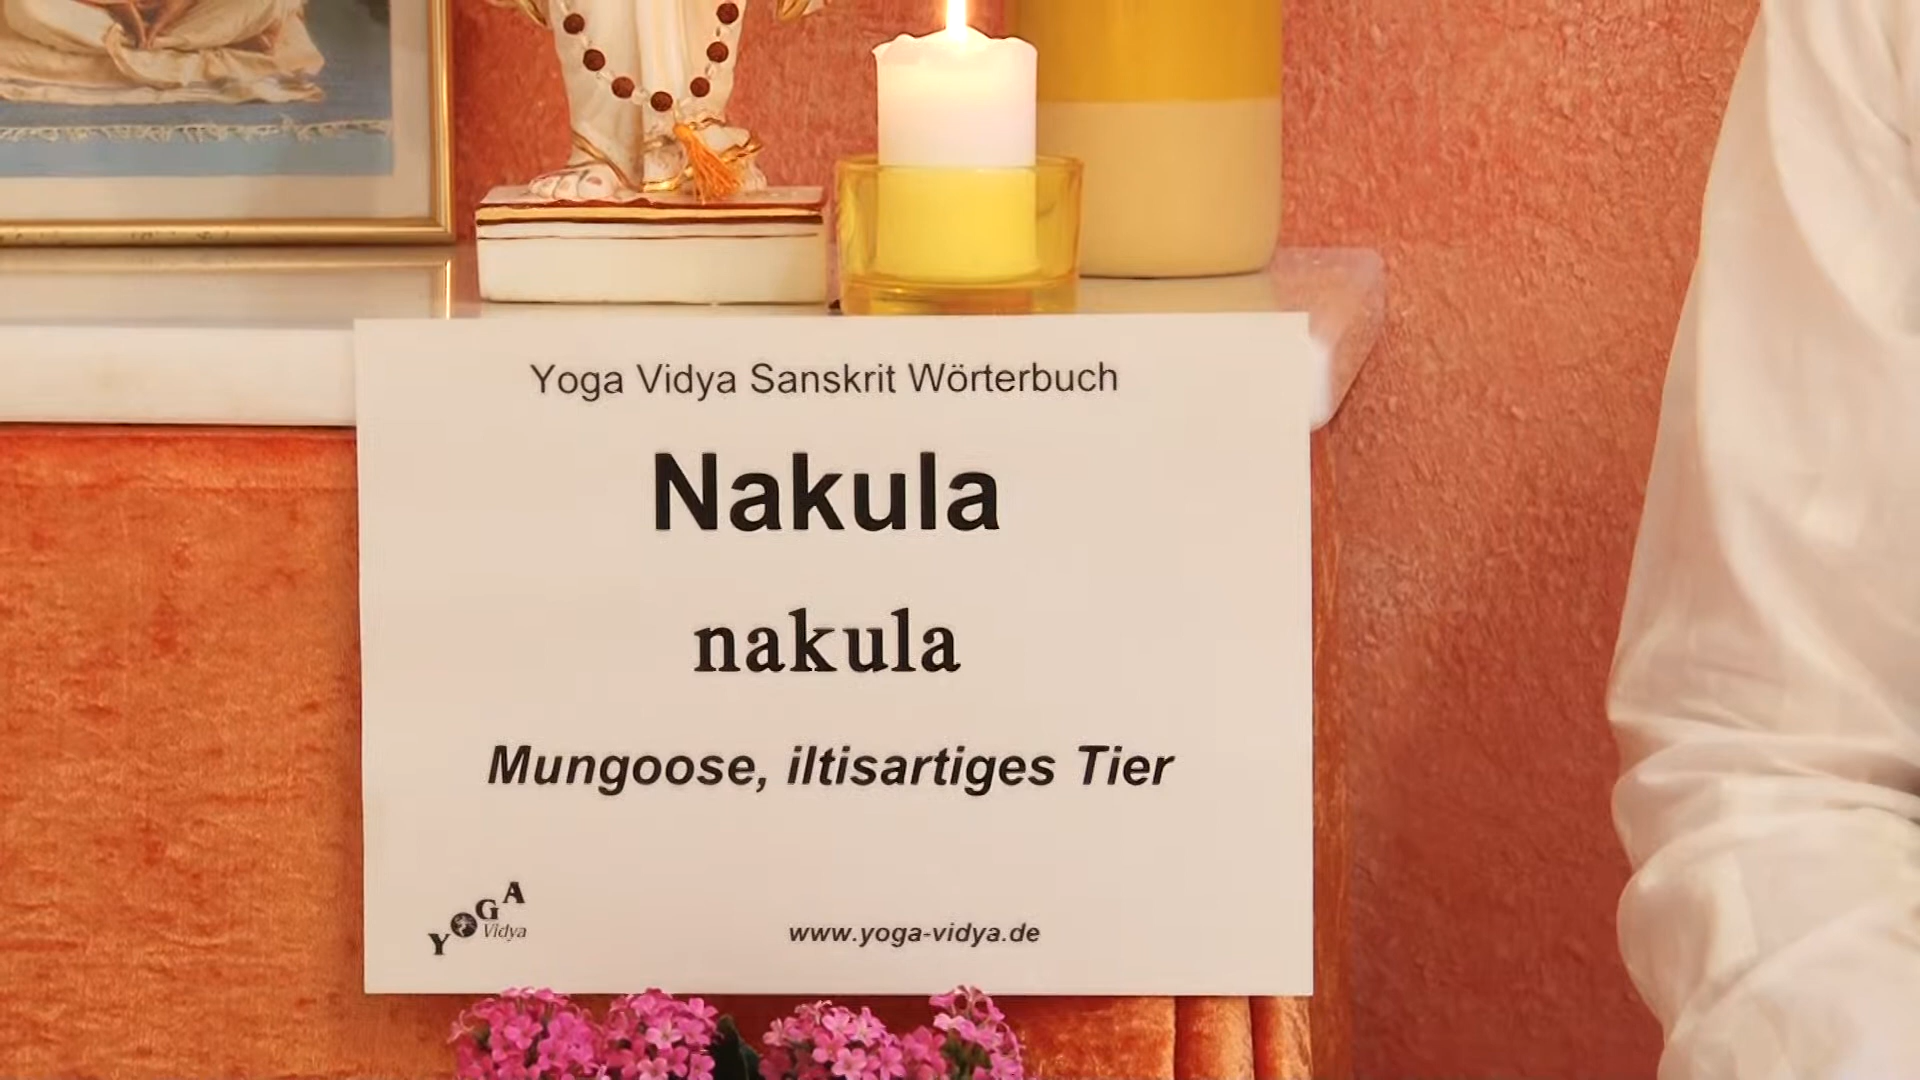 Yoga Vidya Sanskrit Wörterbuch
Nakula
nakula
Mungoose, iltisartiges Tier
YOGA
Vidya
www.yoga-vidya.de